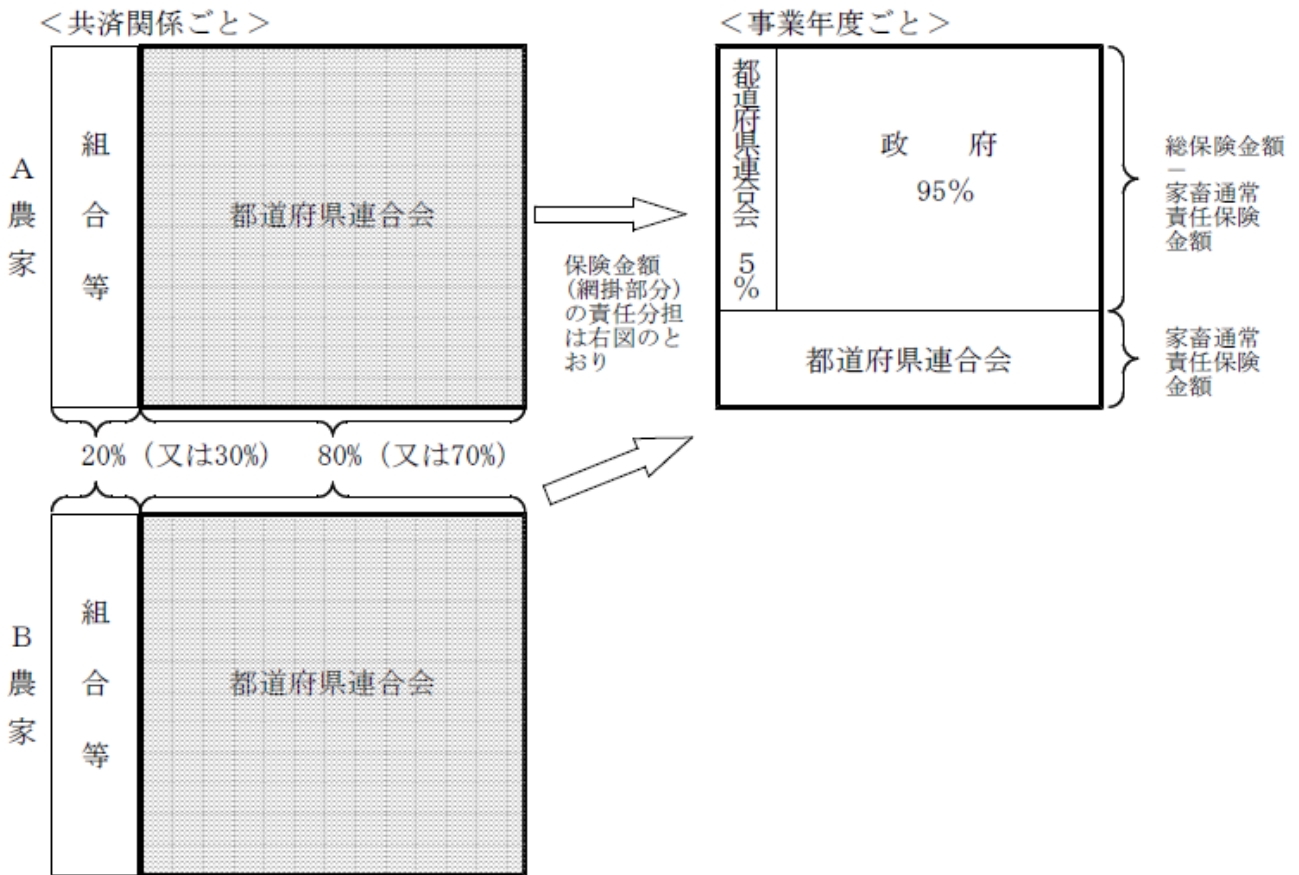 ＜共済関係ごと＞
A農家
組合等
都道府県連合会
20%（又は30%）
80%（又は70%）
B農家
組合等
都道府県連合会
保険金額
（網掛部分）
の責任分担
は右図のと
おり
＜事業年度ごと＞
都道府県連合会　5%
政　府
95%
都道府県連合会
総保険金額
－
家畜通常
責任保険
金額
家畜通常
責任保険
金額